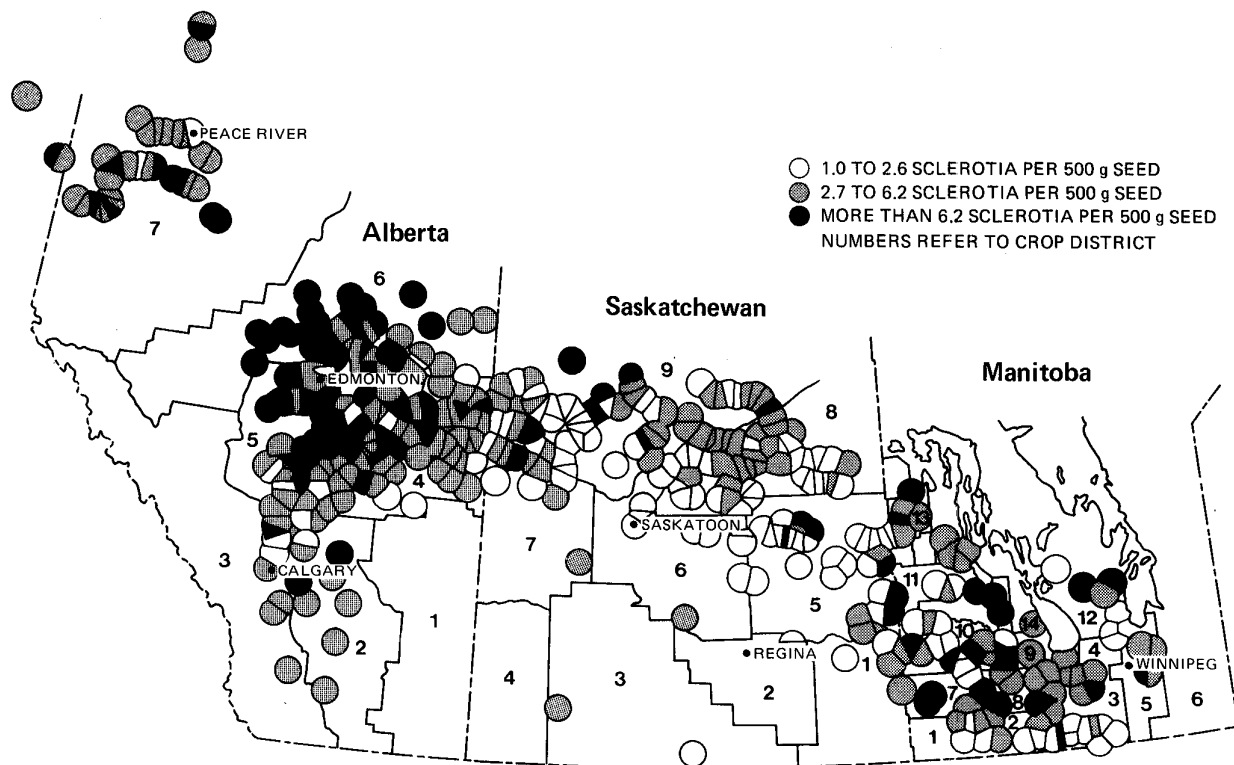 PEACE RIVER
1.0 TO 2.6 SCLEROTIA PER 500 g SEED
2.7 TO 6.2 SCLEROTIA PER 500 g SEED
MORE THAN 6.2 SCLEROTIA PER 500 g SEED
NUMBERS REFER TO CROP DISTRICT
7
Alberta
6
Saskatchewan
9
Manitoba
EDMONTON
8
5
4
13
SASKATOON
7
3
CALGARY
6
11
5
12
1
14
10
2
REGINA
9
4
1
WINNIPEG
4
3
2
7
8
3
5
6
2
1